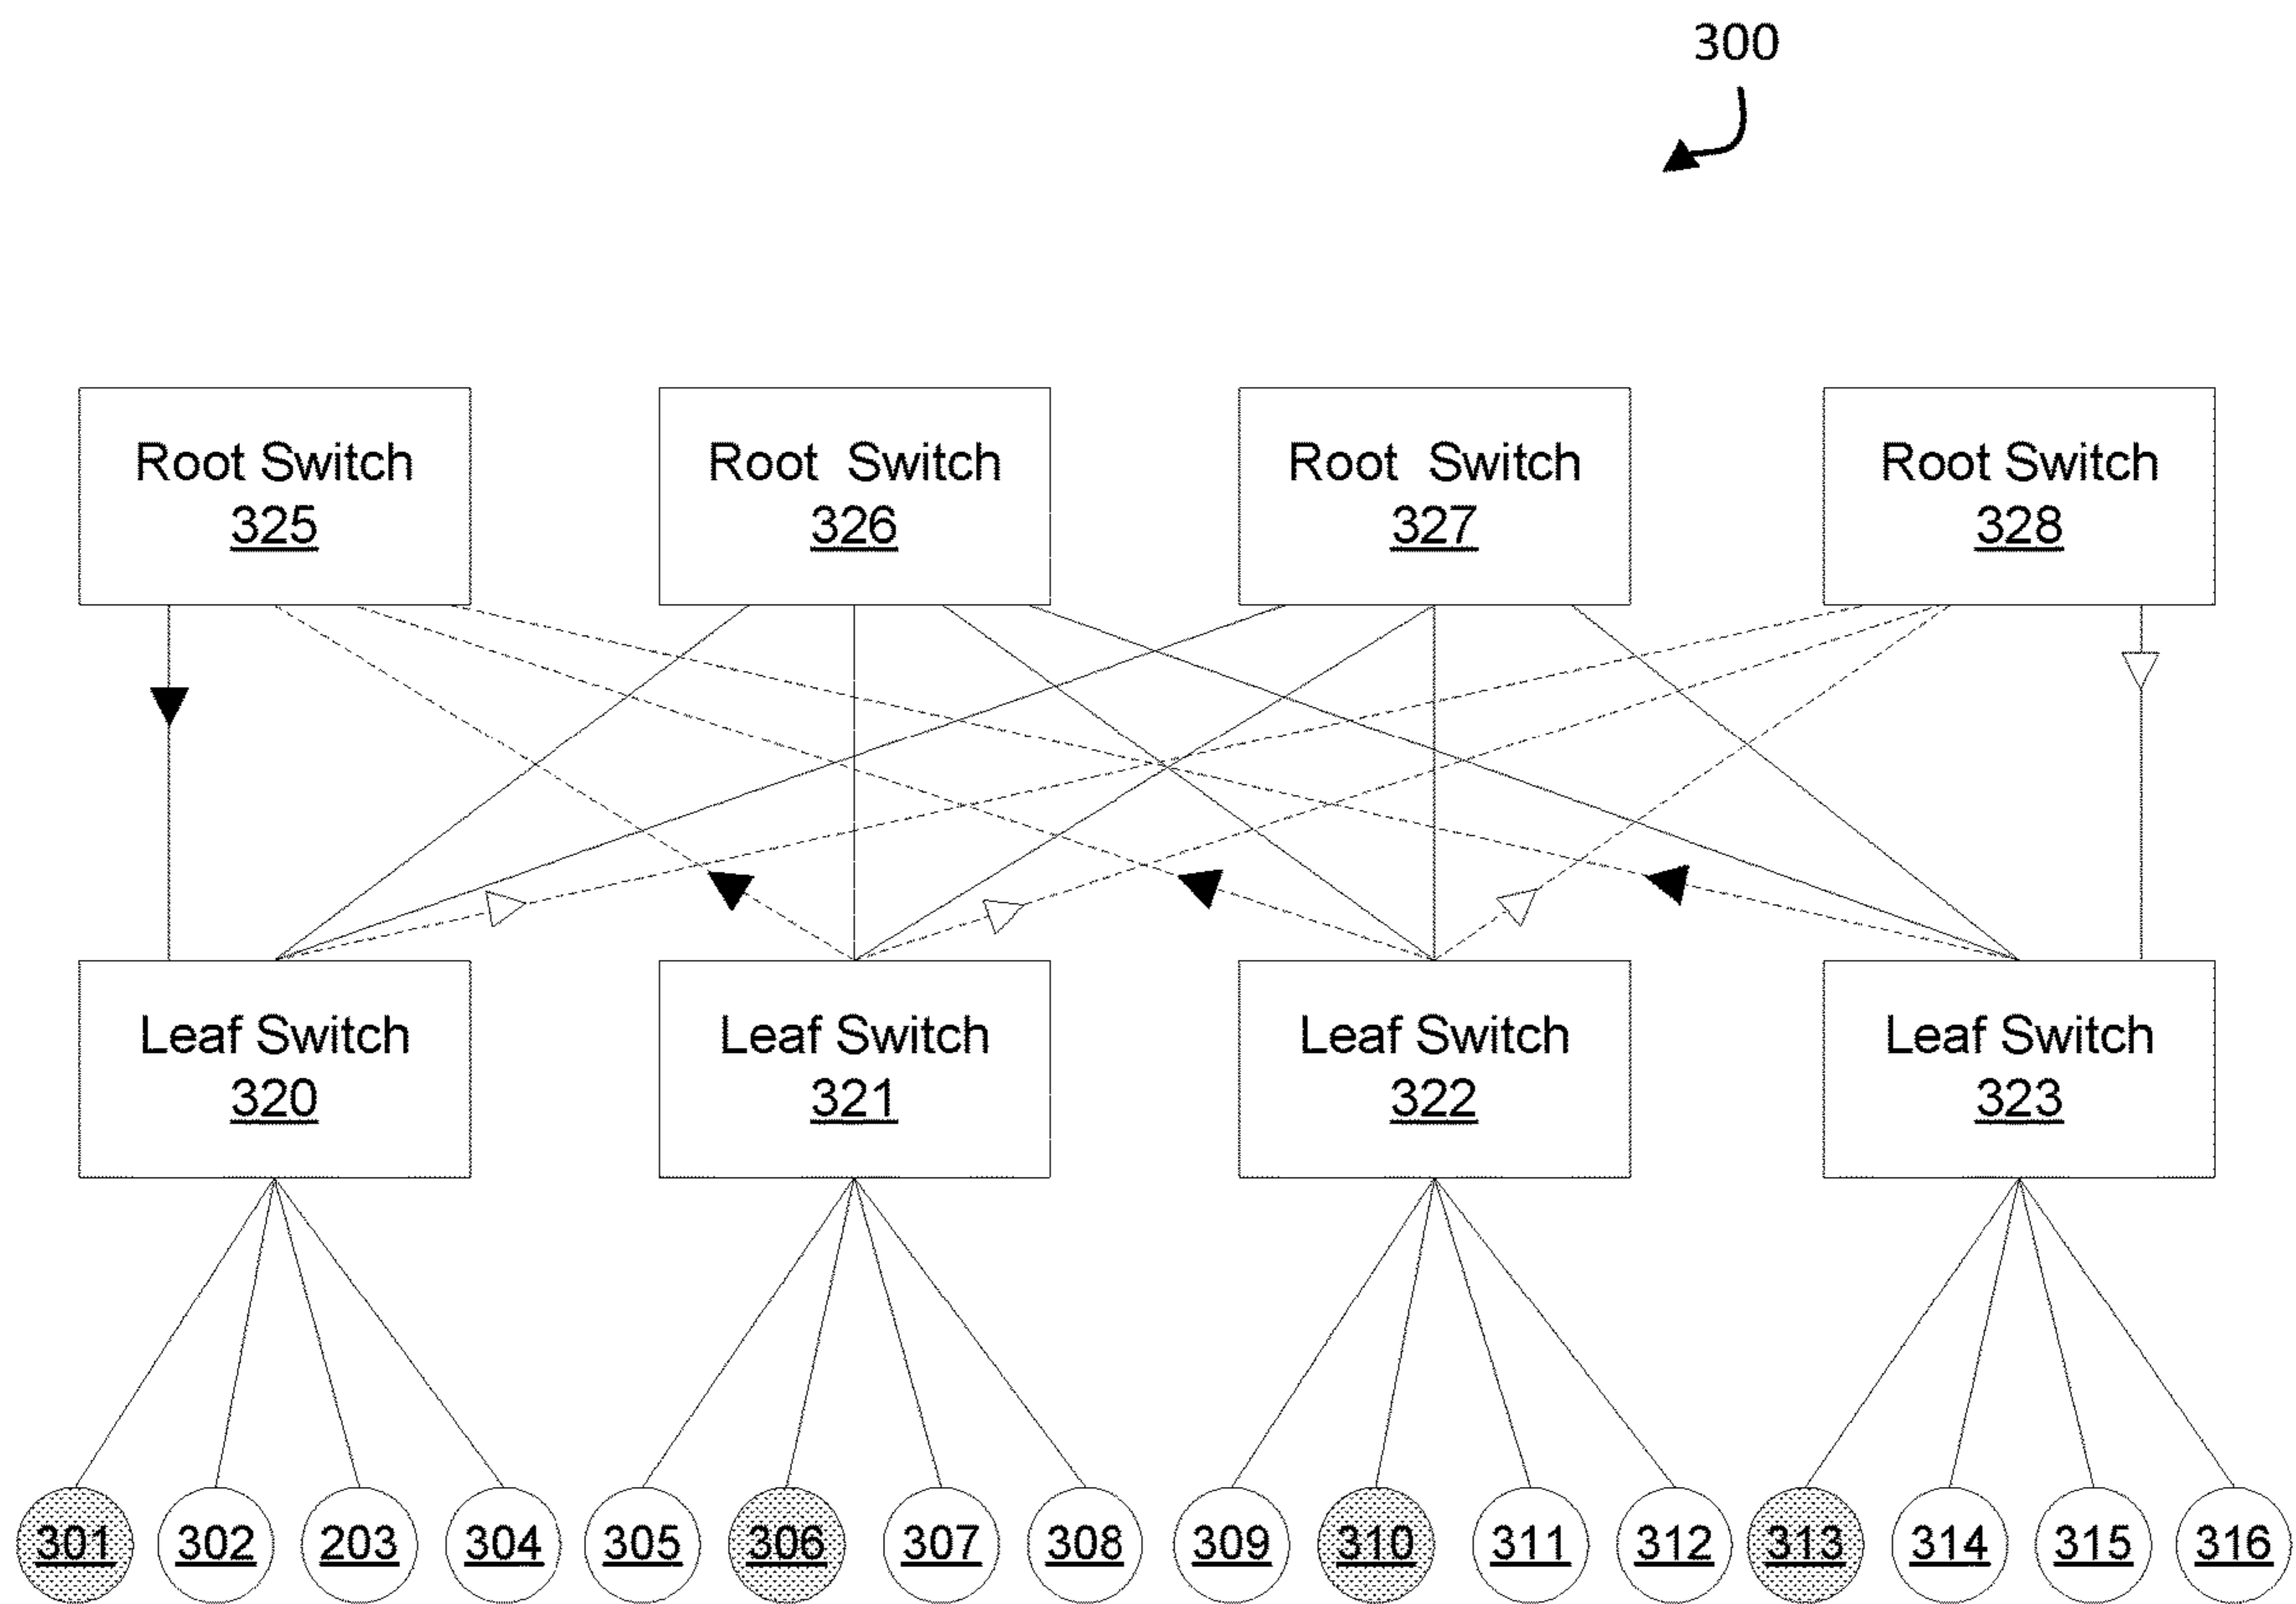 300
Root Switch
325
Root Switch
326
Root Switch
327
Root Switch
328
Leaf Switch
320
Leaf Switch
321
Leaf Switch
322
Leaf Switch
323
301 302 203 304 305 306 307 308 309 310 311 312 313 314 315 316